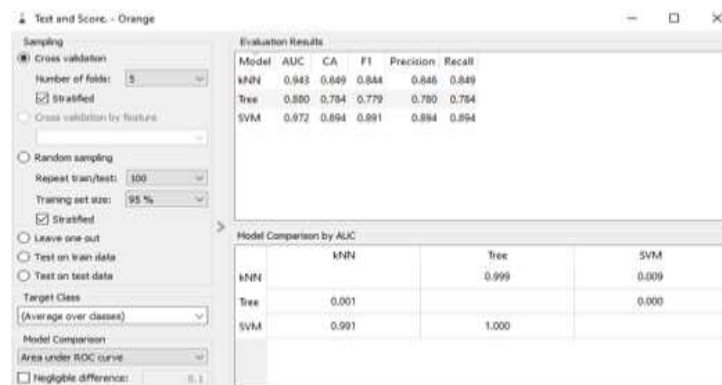 Test and Score. - Orange
Sampling
Cross validation
Number of folds: 5
Stratified
Cross validation by feature
Random sampling
Repeat train/test: 100
Training set size: 95 %
Stratified
Leave one out
Test on train data
Test on test data
Target Class
(Average over classes)
Model Comparison
Area under ROC curve
Negligible difference: 0.1
Evaluation Results
Model AUC CA F1 Precision Recall
kNN 0.943 0.849 0.844 0.846 0.849
Tree 0.880 0.784 0.779 0.780 0.784
SVM 0.972 0.894 0.891 0.894 0.894
Model Comparison by AUC
kNN Tree SVM
kNN 0.999 0.009
Tree 0.001 0.000
SVM 0.991 1.000